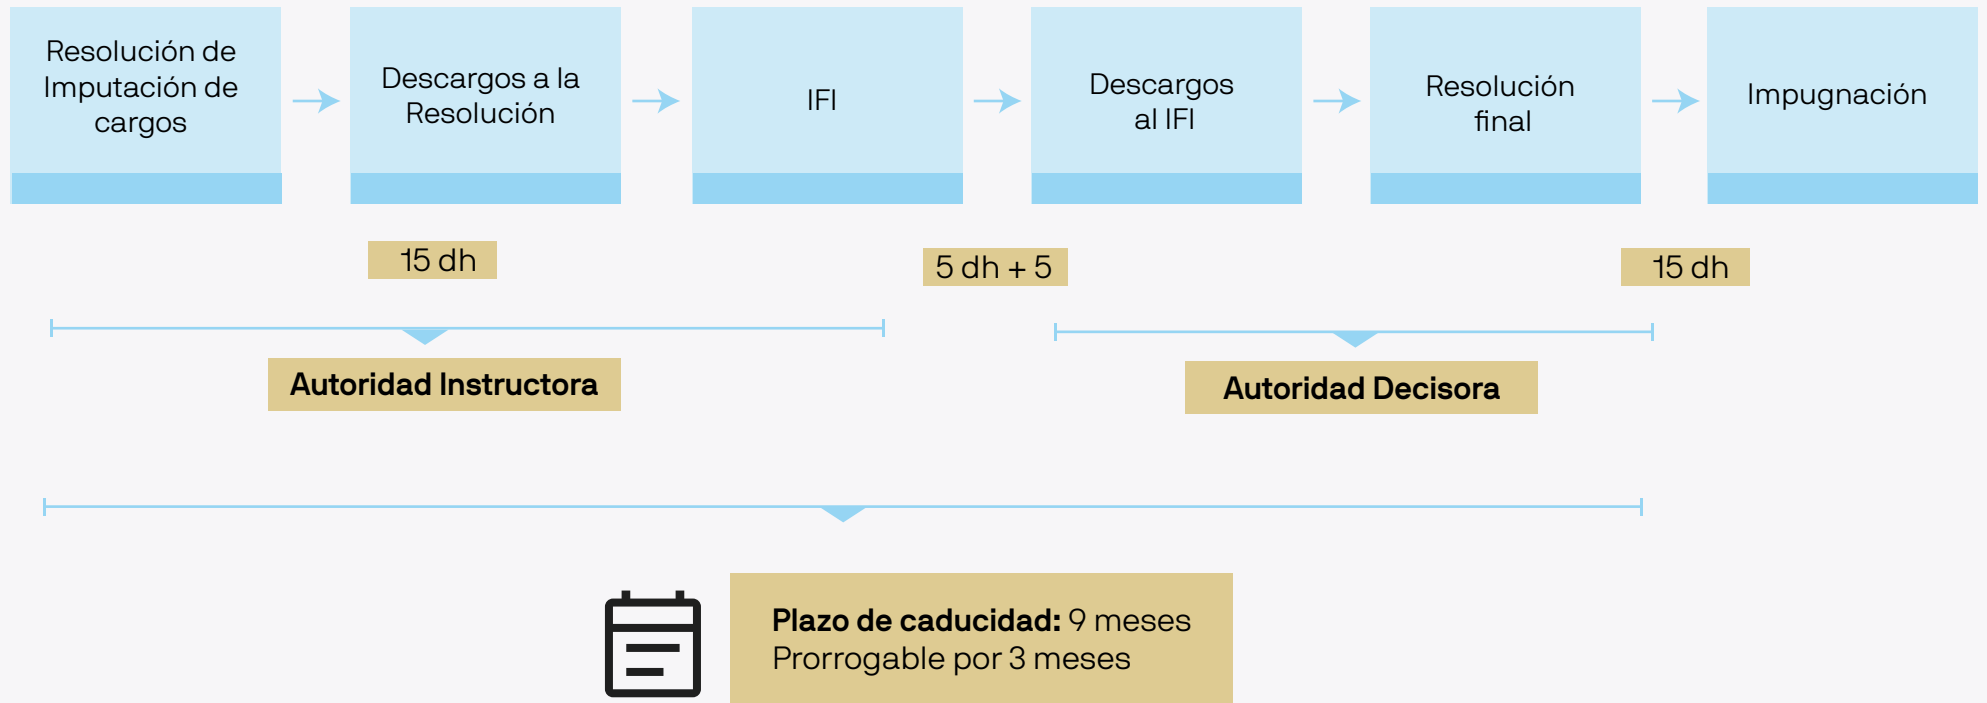 Resolución de
Imputación de
cargos
Descargos a la
Resolución
IFI
Descargos
al IFI
Resolución
final
Impugnación
15 dh
5 dh + 5
15 dh
Autoridad Instructora
Autoridad Decisora
Plazo de caducidad: 9 meses
Prorrogable por 3 meses